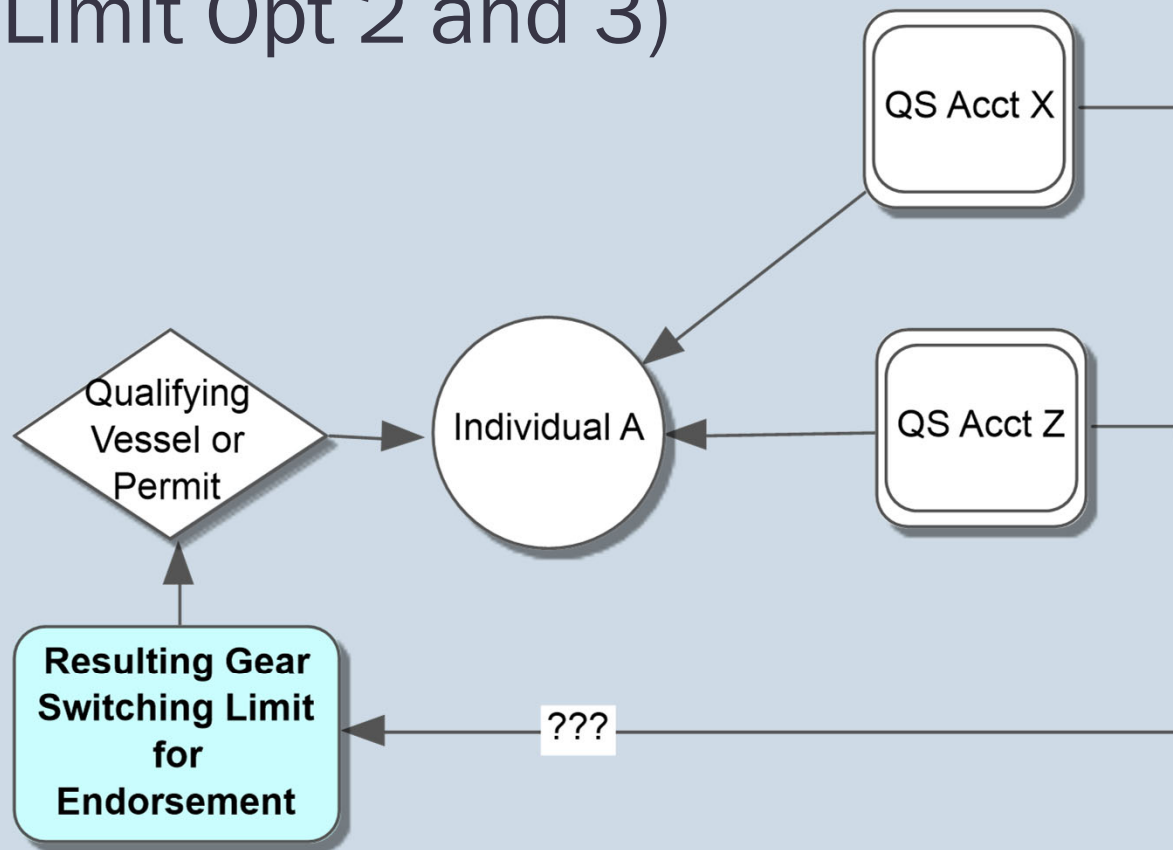 Limit Opt 2 and 3)
QS Acct X
Qualifying
Vessel or
Permit
Individual A
QS Acct Z
Resulting Gear
Switching Limit
for
Endorsement
???